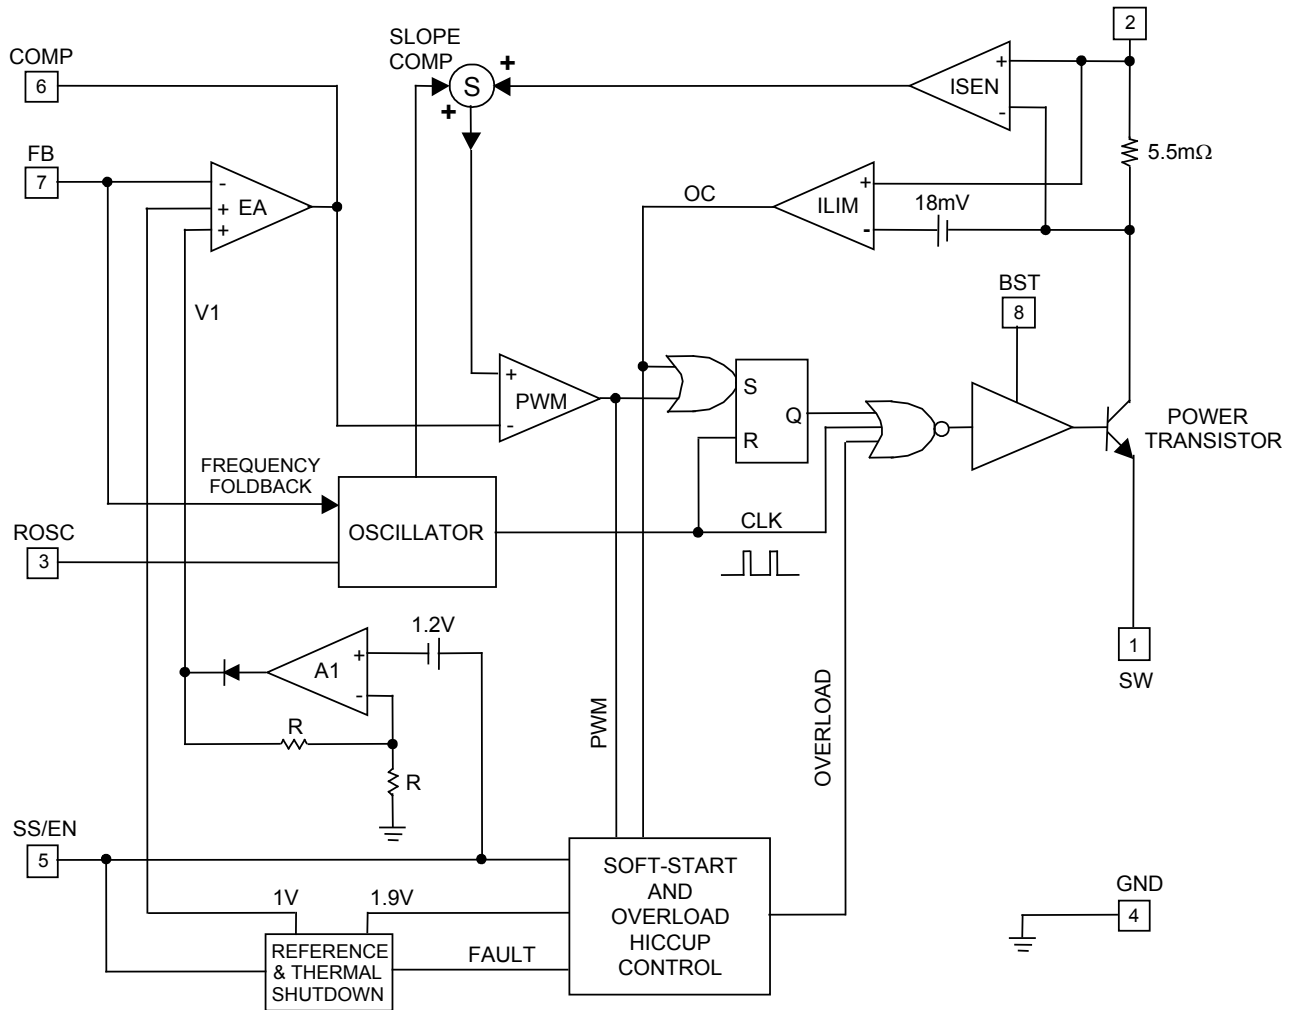 2
SLOPE
COMP
+
S
+
+
ISEN
-
5.5mΩ
COMP
6
FB
7
-
+
EA
+
OC
+
ILIM
-
18mV
V1
BST
8
+
PWM
-
S
Q
R
POWER
TRANSISTOR
FREQUENCY
FOLDBACK
OSCILLATOR
CLK
ROSC
3
1.2V
+
A1
-
R
R
PWM
OVERLOAD
1
SW
SS/EN
5
1V
1.9V
REFERENCE
& THERMAL
SHUTDOWN
FAULT
SOFT-START
AND
OVERLOAD
HICCUP
CONTROL
GND
4